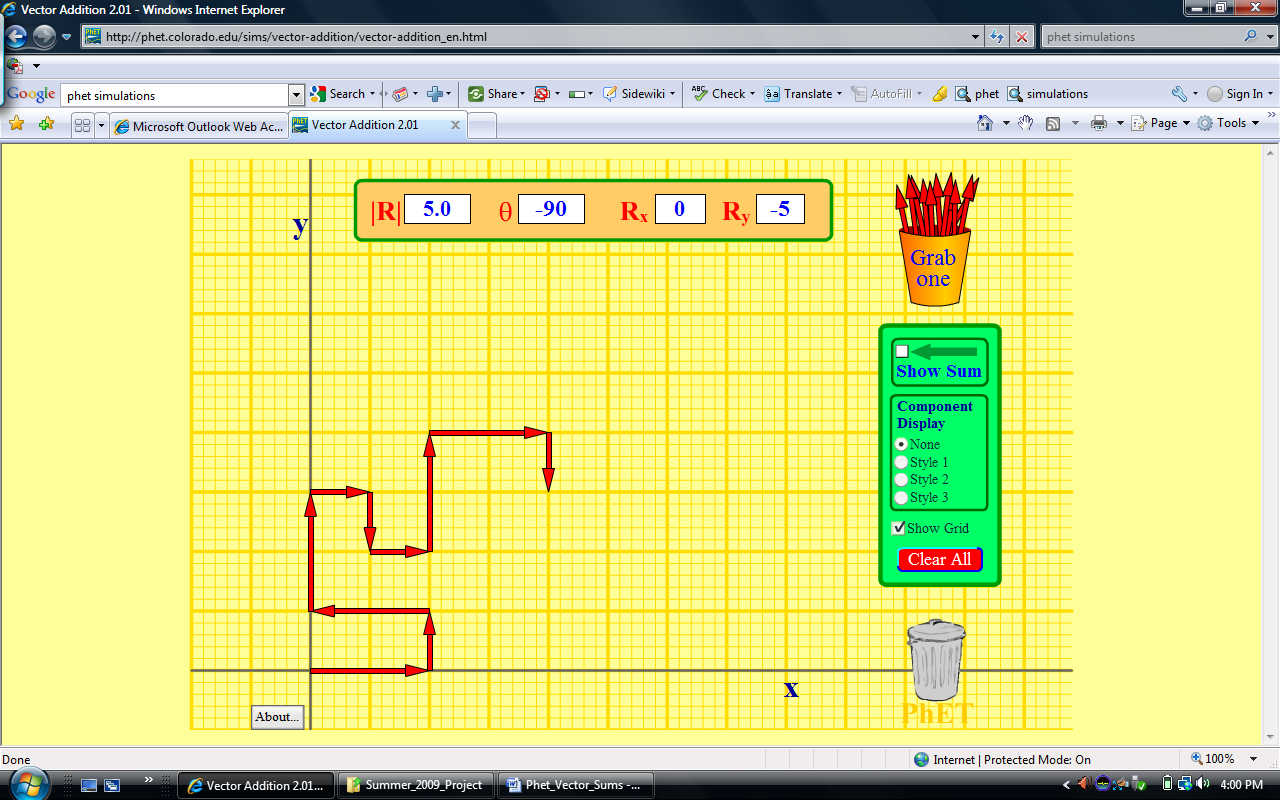 Vector Addition 2.01 - Windows Internet Explorer
http://phet.colorado.edu/sims/vector-addition/vector-addition_en.html
phet simulations
Google
phet simulations
Search
Share
Sidewiki
ABC
Check
Translate
AutoFill
phet
simulations
Sign In
Microsoft Outlook Web Ac...
PhET
Vector Addition 2.01
Page
Tools
y
|R| 5.0 θ -90 Rx 0 Ry -5
Grab
one
Show Sum
Component
Display
None
Style 1
Style 2
Style 3
Show Grid
Clear All
x
About...
PhET
Done
Internet | Protected Mode: On
100%
Vector Addition 2.01...
Summer_2009_Project
Phet_Vector_Sums -...
4:00 PM